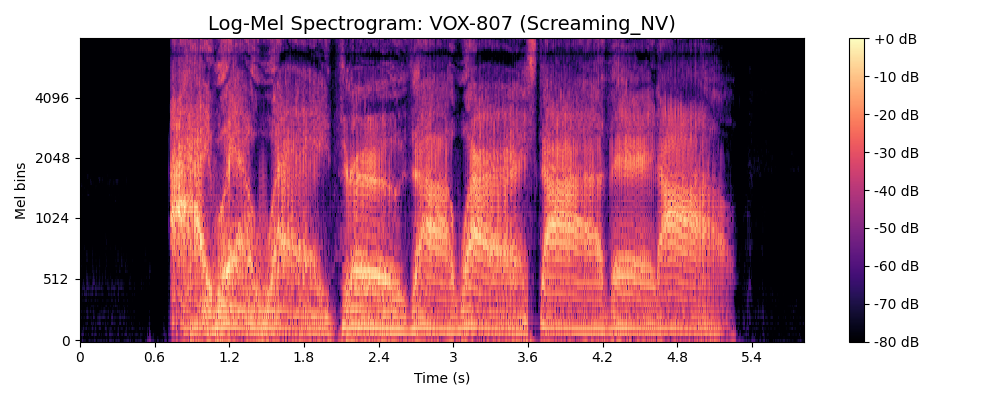 Log-Mel Spectrogram: VOX-807 (Screaming_NV)
Mel bins
4096
2048
1024
512
0
0
0.6
1.2
1.8
2.4
3
3.6
4.2
4.8
5.4
Time (s)
+0 dB
-10 dB
-20 dB
-30 dB
-40 dB
-50 dB
-60 dB
-70 dB
-80 dB